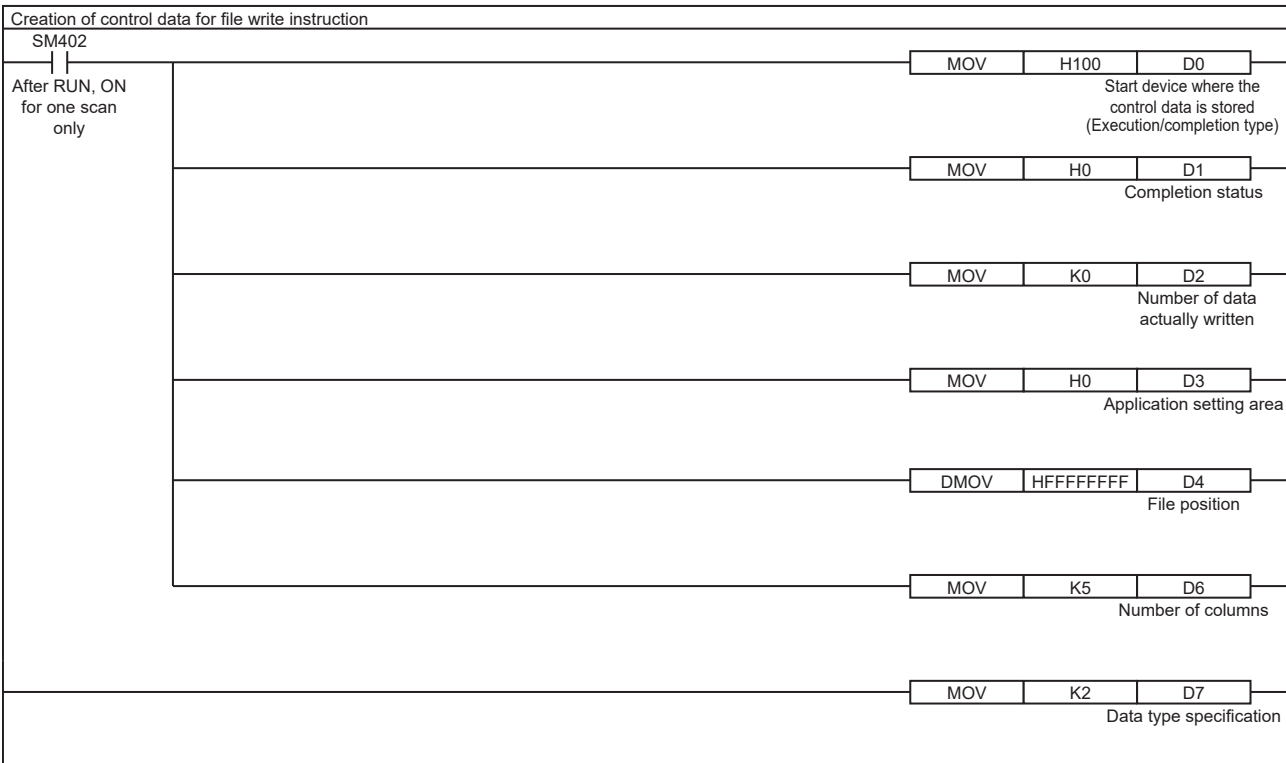 Creation of control data for file write instruction
SM402
MOV H100 D0
After RUN, ON
for one scan
only
Start device where the
control data is stored
(Execution/completion type)
MOV H0 D1
Completion status
MOV K0 D2
Number of data
actually written
MOV H0 D3
Application setting area
DMOV HFFFFFFFF D4
File position
MOV K5 D6
Number of columns
MOV K2 D7
Data type specification